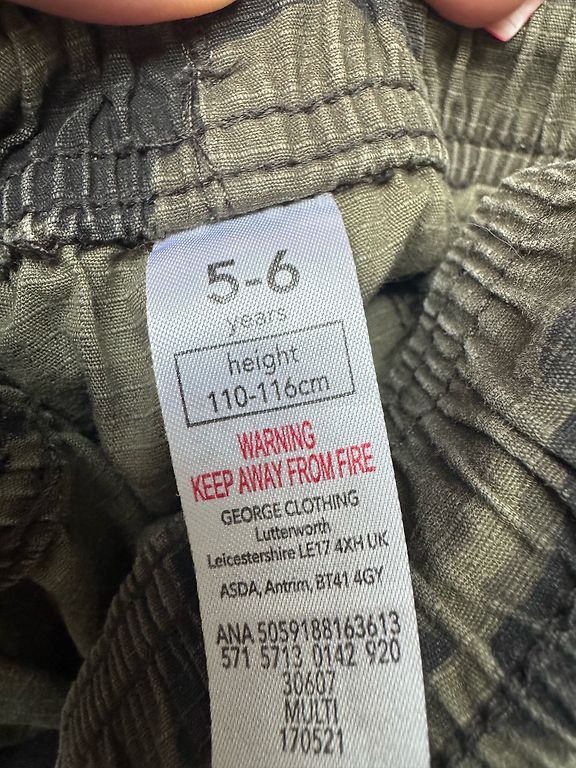 5-6
years
height
110-116cm
WARNING
KEEP AWAY FROM FIRE
GEORGE CLOTHING
Lutterworth
Leicestershire LE17 4XH UK
ASDA, Antrim, BT41 4GY
ANA 5059188163613
571 5713 0142 920
30607
MULTI
170521